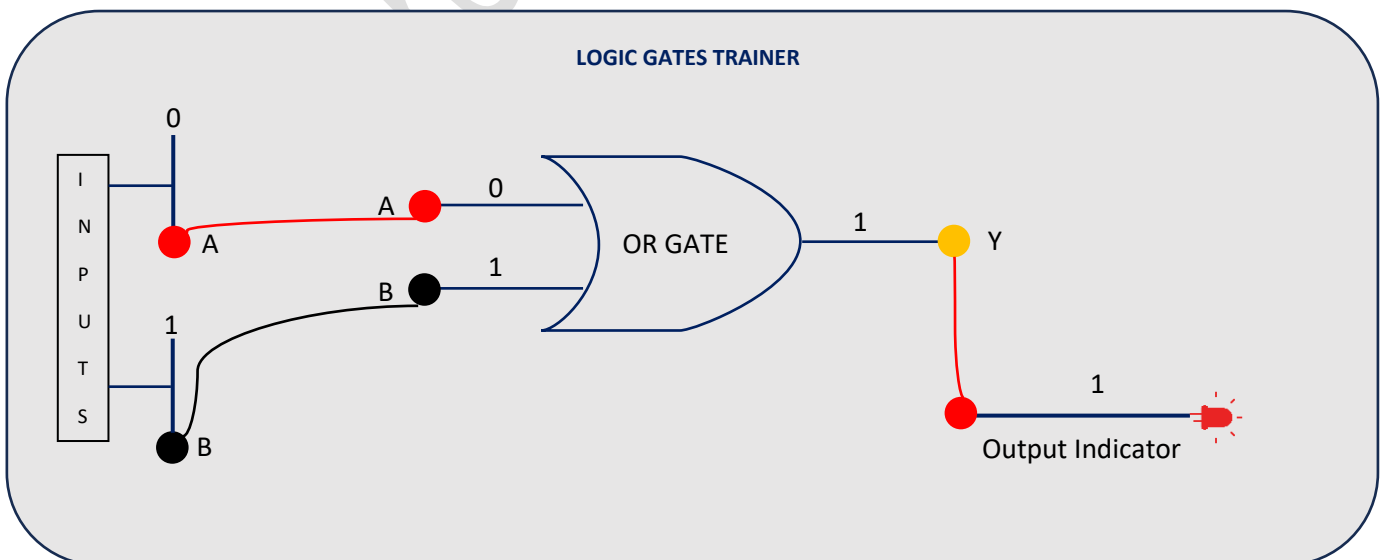 LOGIC GATES TRAINER
0
I
N
P
U
T
S
A
A
0
OR GATE
1
Y
B
1
1
B
1
Output Indicator